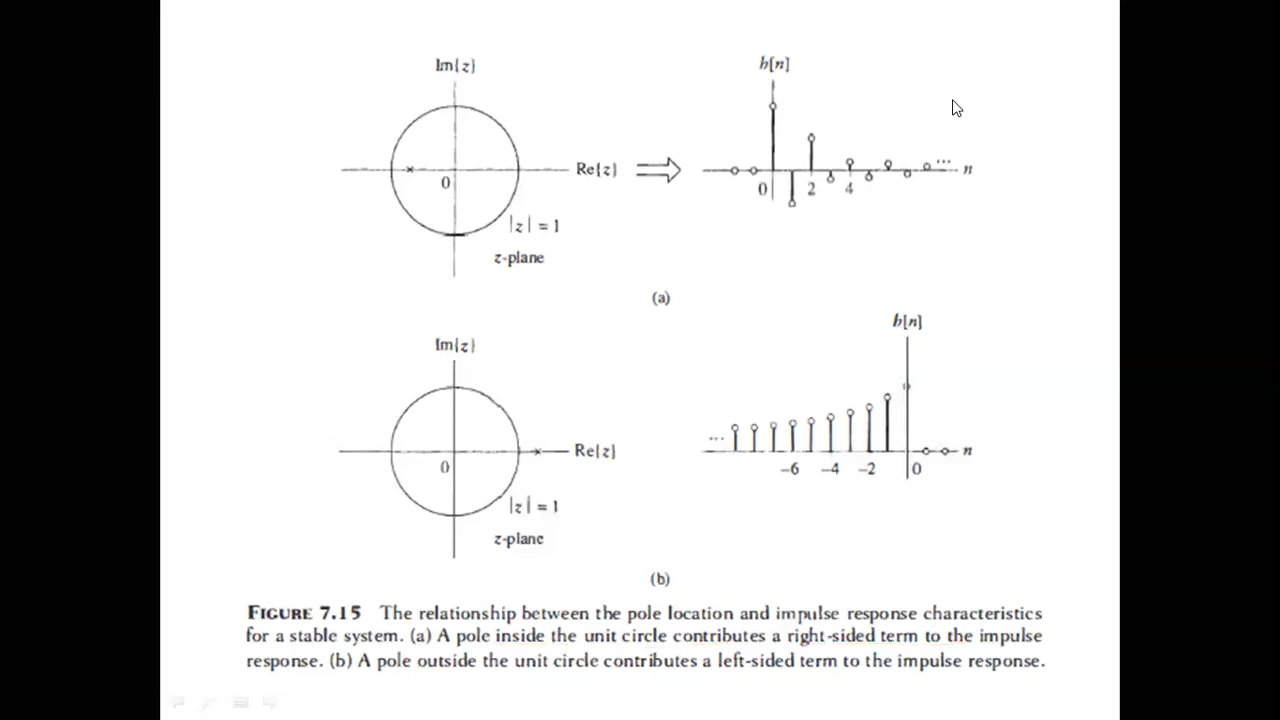 Im{z}
h[n]
Re{z}
0
0 2 4
... n
|z| = 1
z-plane
(a)
h[n]
Im{z}
Re{z}
0
... n
-6 -4 -2 0
|z| = 1
z-plane
(b)
FIGURE 7.15 The relationship between the pole location and impulse response characteristics
for a stable system. (a) A pole inside the unit circle contributes a right-sided term to the impulse
response. (b) A pole outside the unit circle contributes a left-sided term to the impulse response.